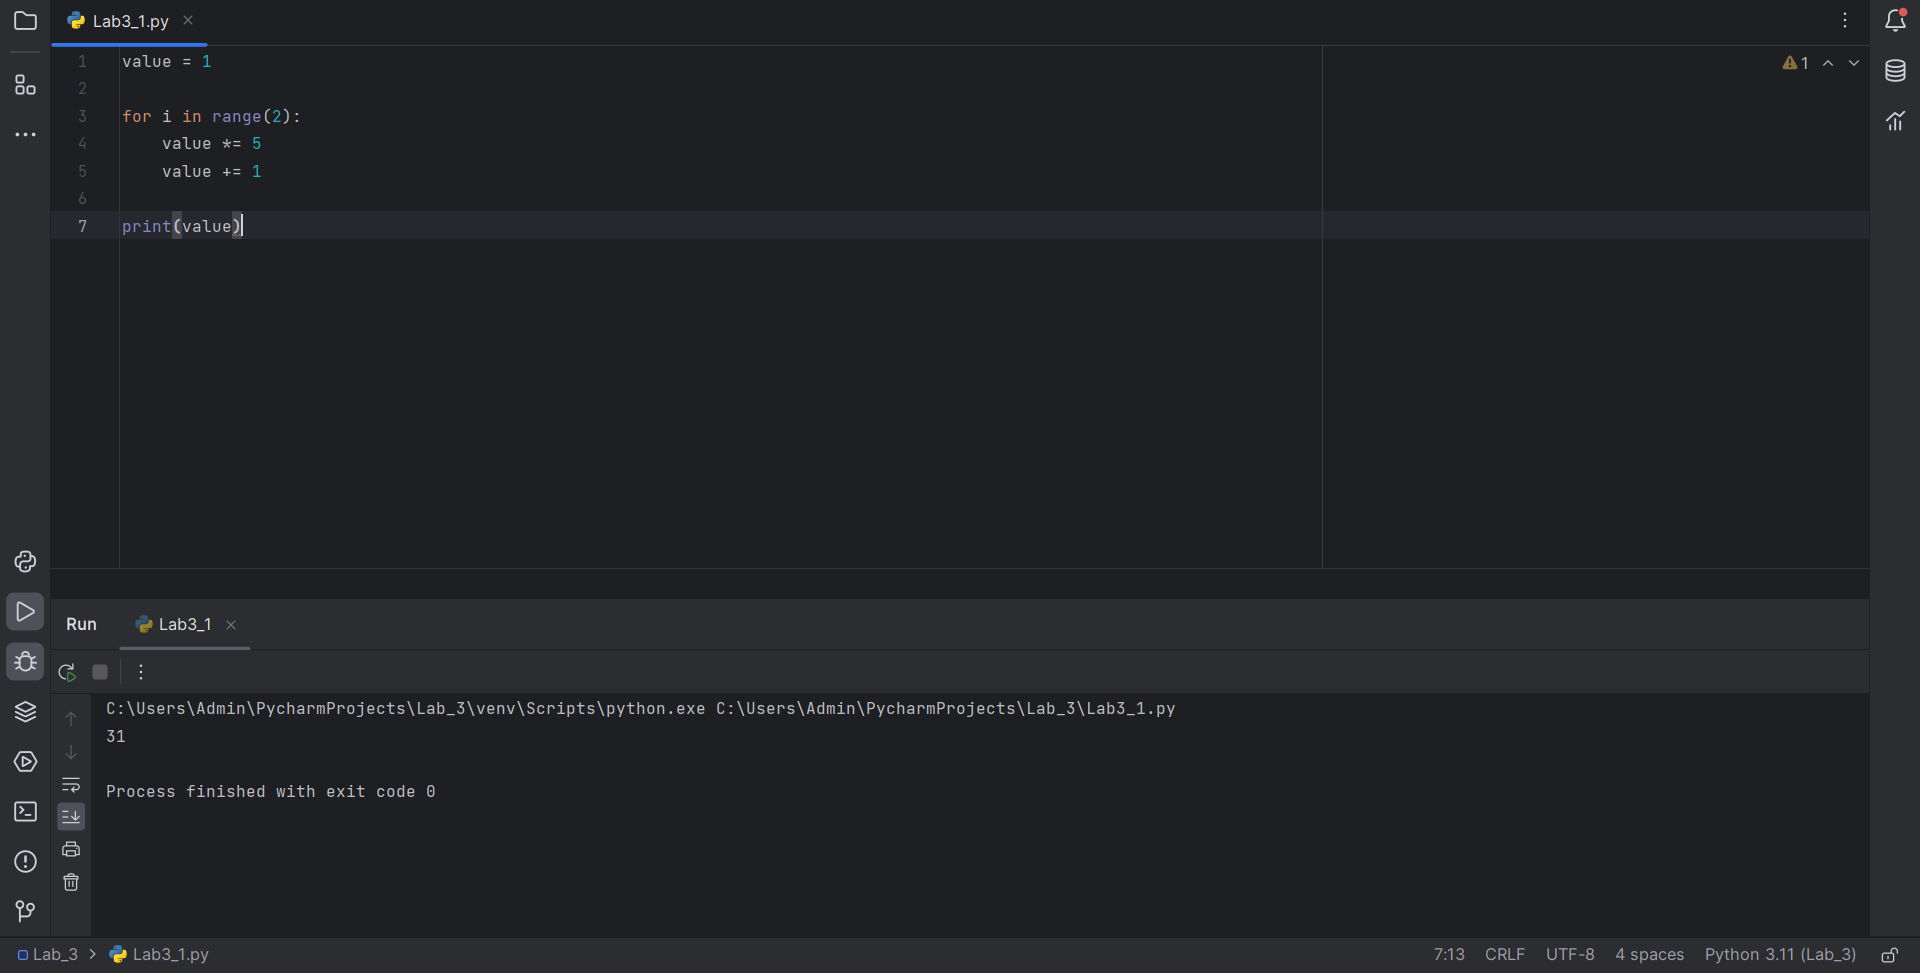 Lab3_1.py
1 value = 1
2
3 for i in range(2):
4     value *= 5
5     value += 1
6
7 print(value)
1
Run Lab3_1
C:\Users\Admin\PycharmProjects\Lab_3\venv\Scripts\python.exe C:\Users\Admin\PycharmProjects\Lab_3\Lab3_1.py
31
Process finished with exit code 0
Lab_3 > Lab3_1.py 7:13 CRLF UTF-8 4 spaces Python 3.11 (Lab_3)